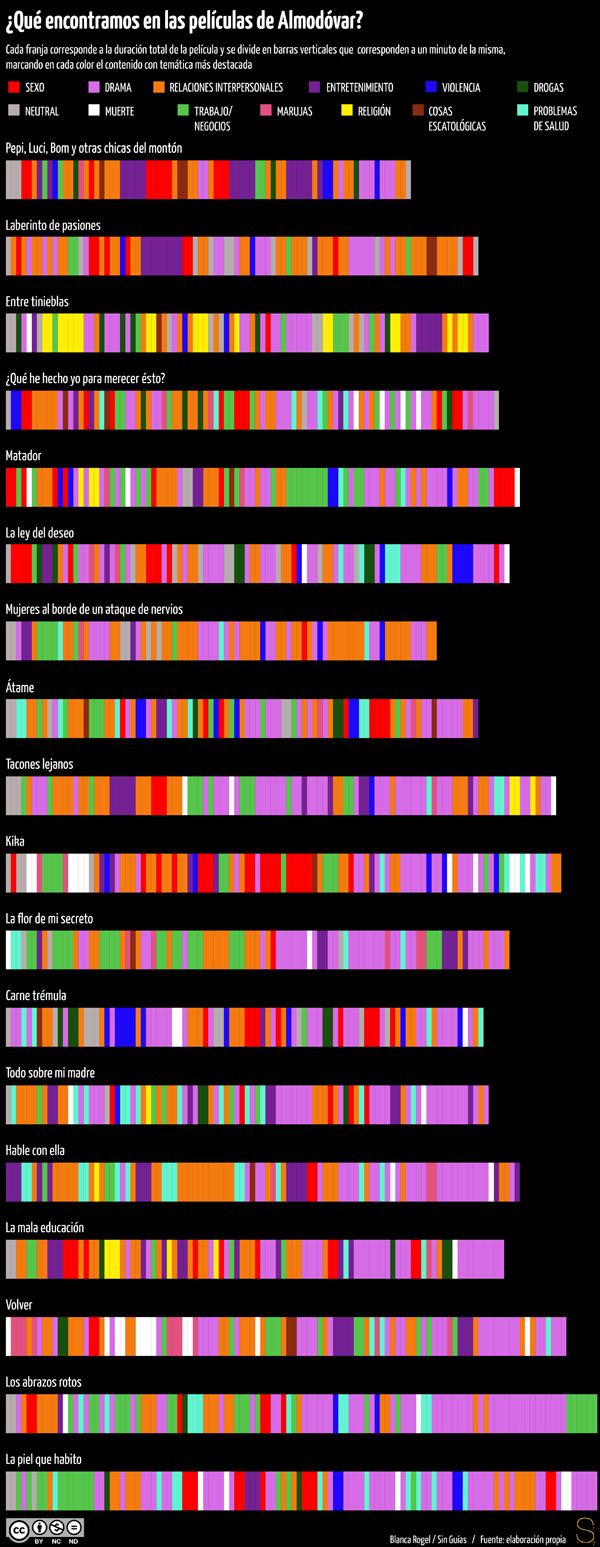 ¿Qué encontramos en las películas de Almodóvar?
Cada franja corresponde a la duración total de la película y se divide en barras verticales que corresponden a un minuto de la misma,
marcando en cada color el contenido con temática más destacada
SEXO DRAMA RELACIONES INTERPERSONALES ENTRETENIMIENTO VIOLENCIA DROGAS
NEUTRAL MUERTE TRABAJO/ MARUJAS RELIGIÓN COSAS PROBLEMAS
NEGOCIOS ESCATOLÓGICAS DE SALUD
Pepi, Luci, Bom y otras chicas del montón
Laberinto de pasiones
Entre tinieblas
¿Qué he hecho yo para merecer ésto?
Matador
La ley del deseo
Mujeres al borde de un ataque de nervios
Átame
Tacones lejanos
Kika
La flor de mi secreto
Carne trémula
Todo sobre mi madre
Hable con ella
La mala educación
Volver
Los abrazos rotos
La piel que habito
cc BY NC ND
Blanca Rogel / Sin Guías / Fuente: elaboración propia S